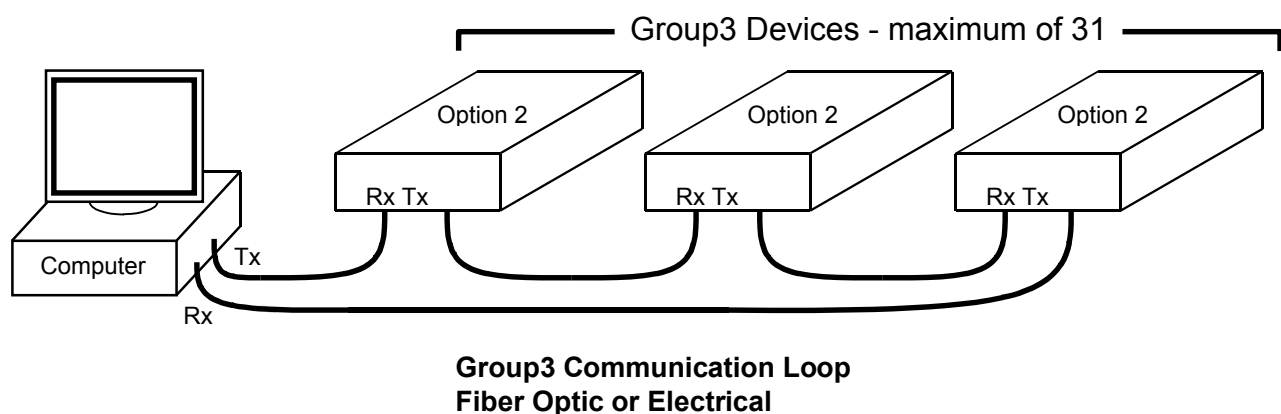 Group3 Devices - maximum of 31
Option 2
Option 2
Option 2
Rx Tx
Rx Tx
Rx Tx
Computer
Tx
Rx
Group3 Communication Loop
Fiber Optic or Electrical